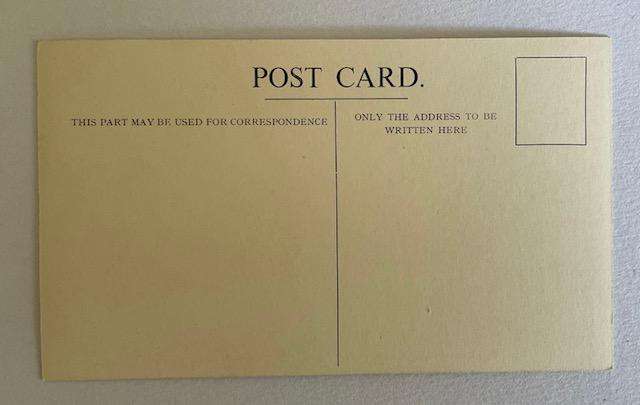 POST CARD.
THIS PART MAY BE USED FOR CORRESPONDENCE
ONLY THE ADDRESS TO BE
WRITTEN HERE